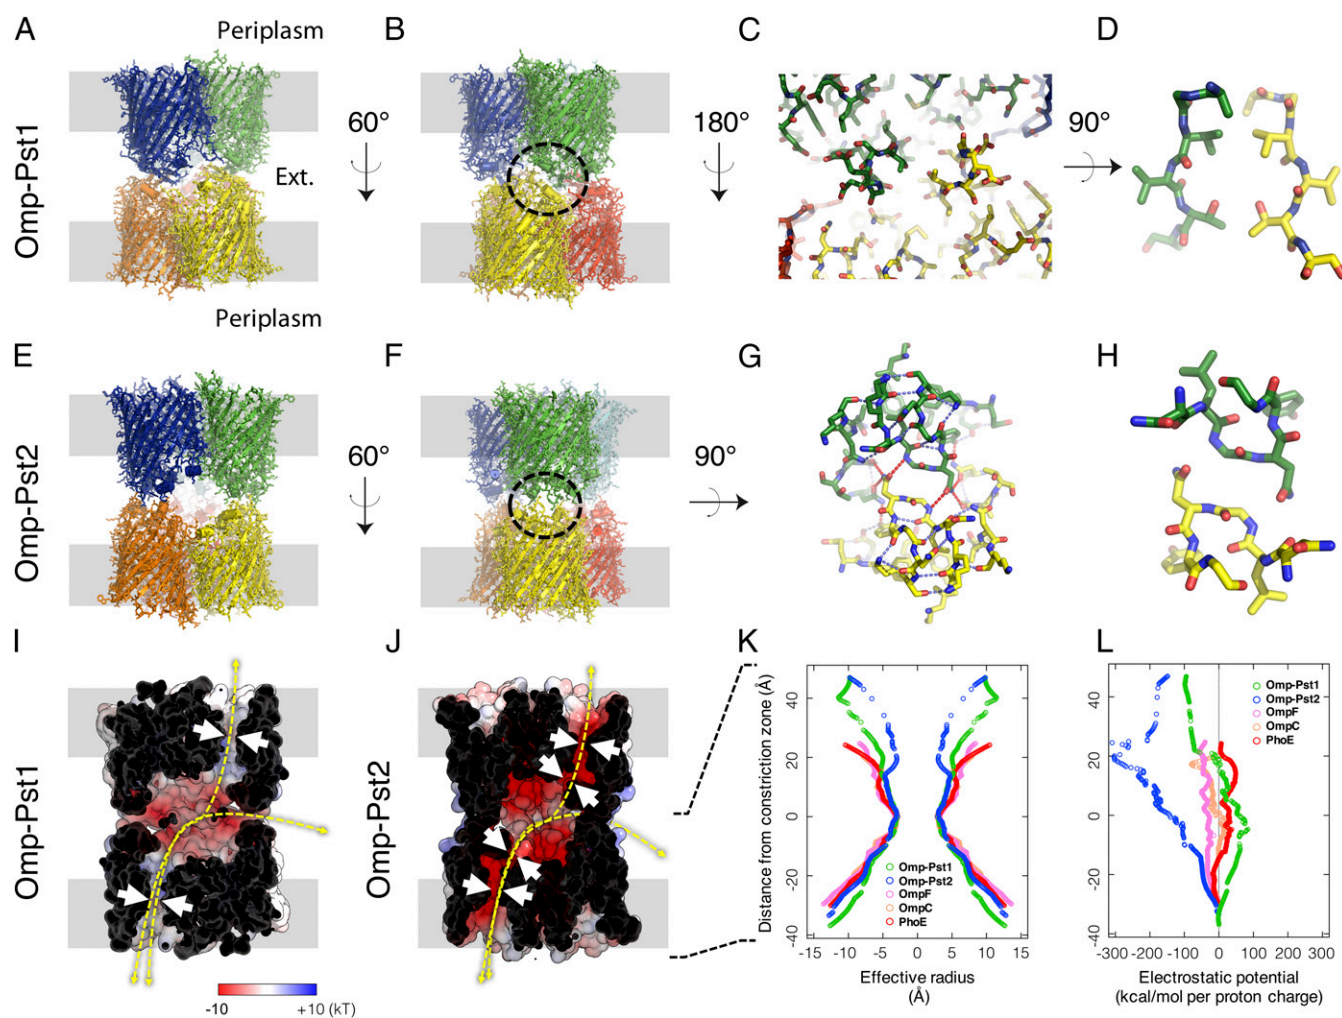 A
Periplasm
B
C
D
Omp-Pst1
60°
180°
90°
Ext.
Periplasm
E
F
G
H
Omp-Pst2
60°
90°
I
J
K
L
Omp-Pst1
Omp-Pst2
-10
+10 (kT)
Distance from constriction zone (Å)
40
20
0
-20
-40
Omp-Pst1
Omp-Pst2
OmpF
OmpC
PhoE
-15
-10
-5
0
5
10
15
Effective radius
(Å)
40
20
0
-20
-40
Omp-Pst1
Omp-Pst2
OmpF
OmpC
PhoE
-300
-200
-100
0
100
200
300
Electrostatic potential
(kcal/mol per proton charge)